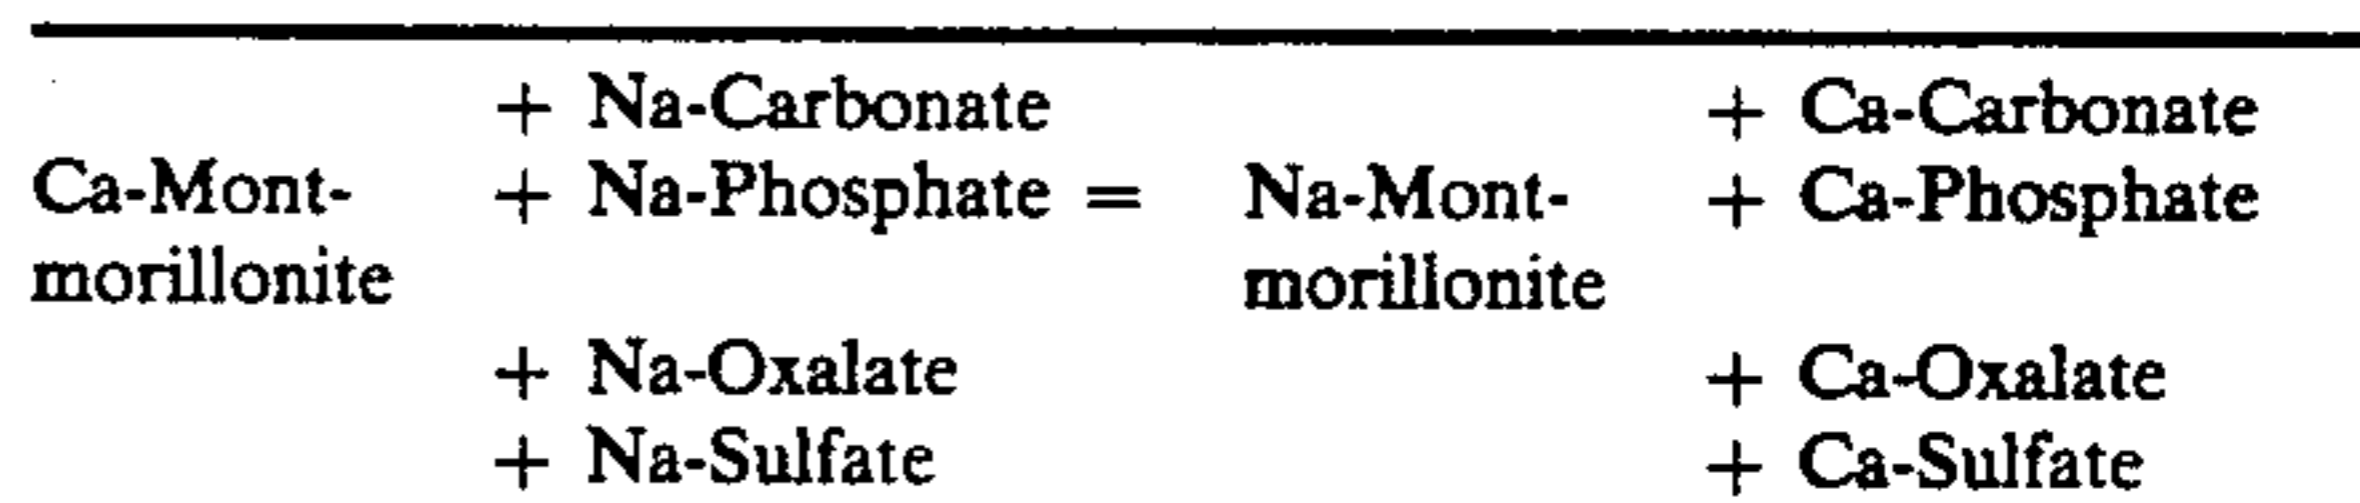 + Na-Carbonate + Ca-Carbonate
Ca-Mont- + Na-Phosphate = Na-Mont- + Ca-Phosphate
morillonite morillonite
+ Na-Oxalate + Ca-Oxalate
+ Na-Sulfate + Ca-Sulfate